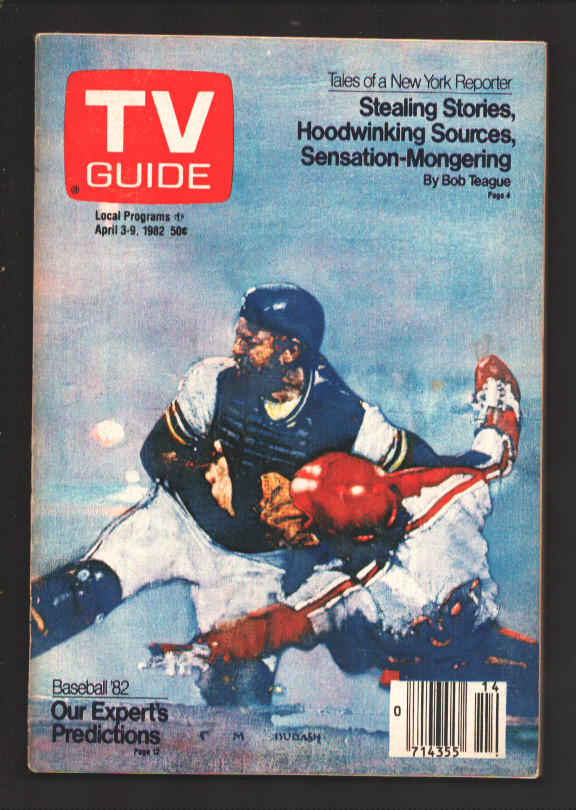 TV
GUIDE
®
Local Programs
April 3-9, 1982 50¢
Tales of a New York Reporter
Stealing Stories,
Hoodwinking Sources,
Sensation-Mongering
By Bob Teague
Page 4
Baseball '82
Our Expert's
Predictions
Page 12
C M DUDASH
14
0
714355